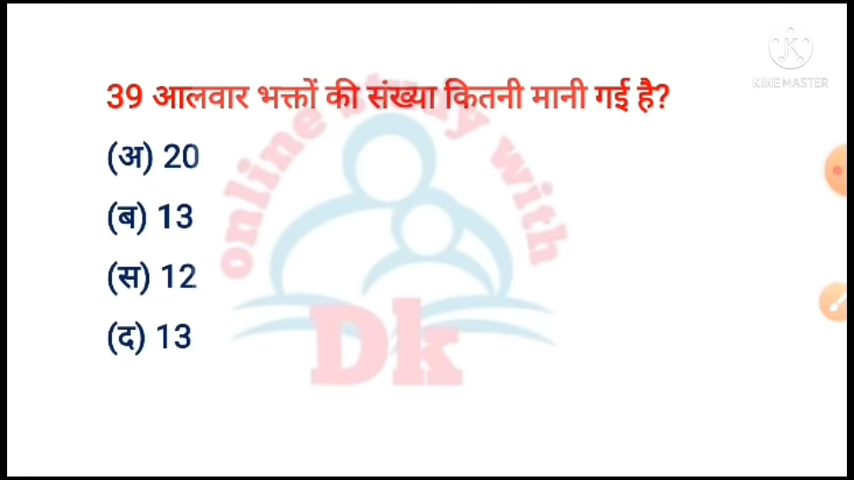 KINEMASTER
39 आलवार भक्तों की संख्या कितनी मानी गई है?
(अ) 20
(ब) 13
(स) 12
(द) 13
online study with
Dk